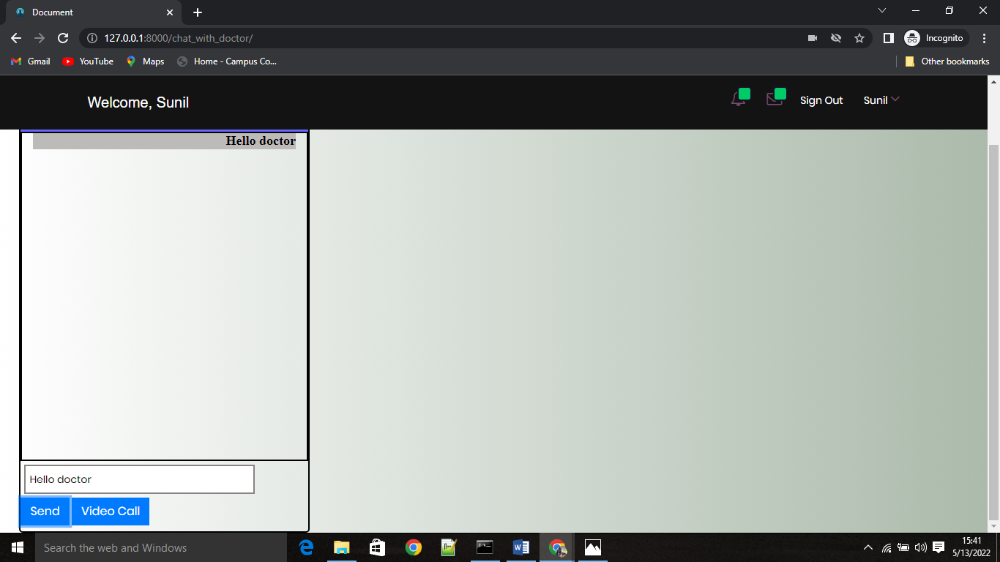 Document
127.0.0.1:8000/chat_with_doctor/
Incognito
Gmail
YouTube
Maps
Home - Campus Co...
Other bookmarks
Welcome, Sunil
Sign Out
Sunil
Hello doctor
Hello doctor
Send
Video Call
Search the web and Windows
15:41
5/13/2022